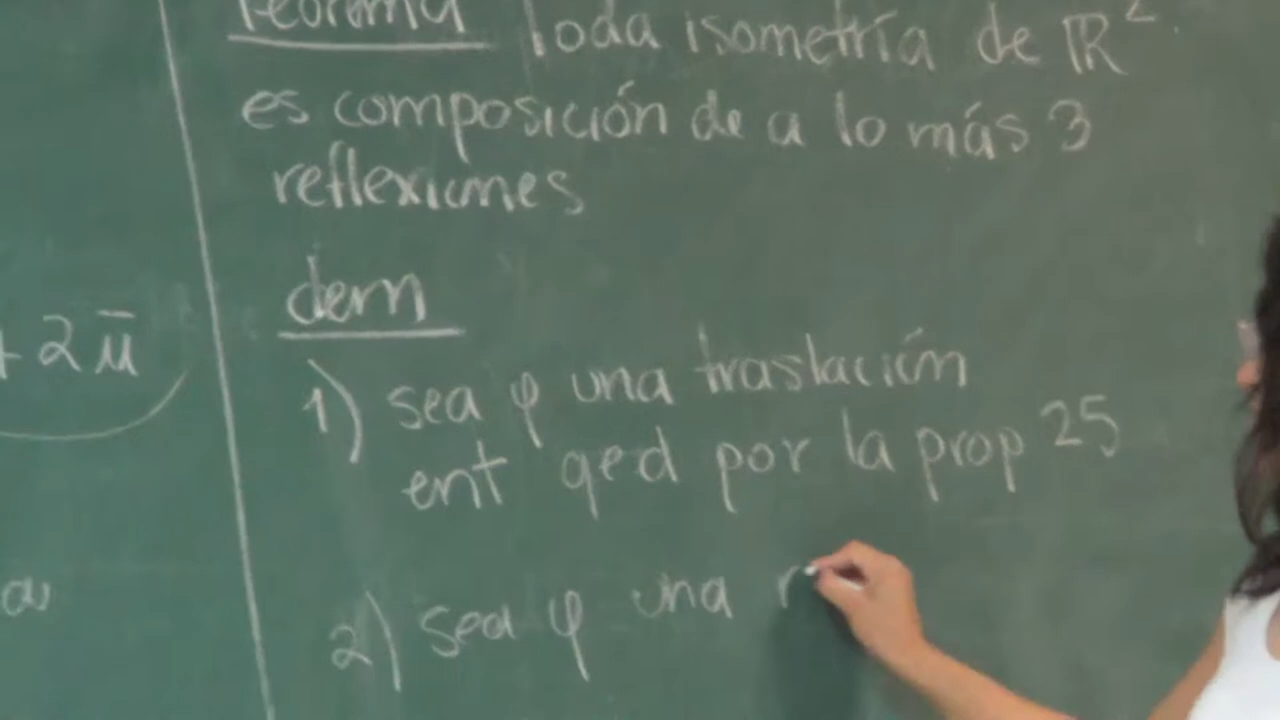 Teorema Toda isometría de ℝ².
es composición de a lo más 3
reflexiones
dem
+ 2ū
1) sea φ una traslación
ent qed por la prop 25
2) sea φ una r